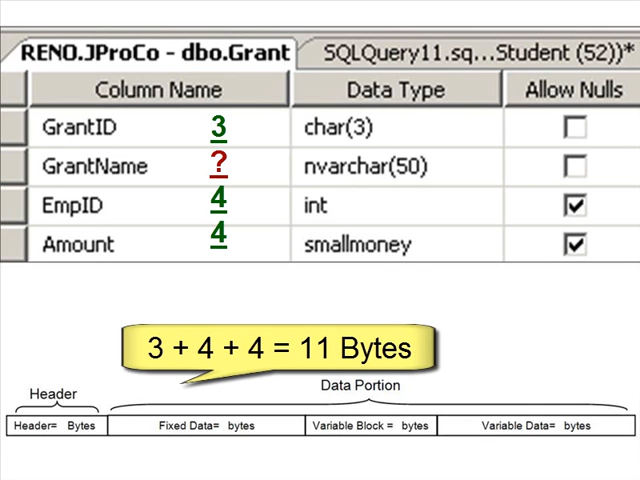 RENO.JProCo - dbo.Grant SQLQuery11.sq...Student (52))*
Column Name Data Type Allow Nulls
GrantID 3 char(3)
GrantName ? nvarchar(50)
EmpID 4 int
Amount 4 smallmoney
3 + 4 + 4 = 11 Bytes
Header Data Portion
Header= Bytes Fixed Data= bytes Variable Block = bytes Variable Data= bytes